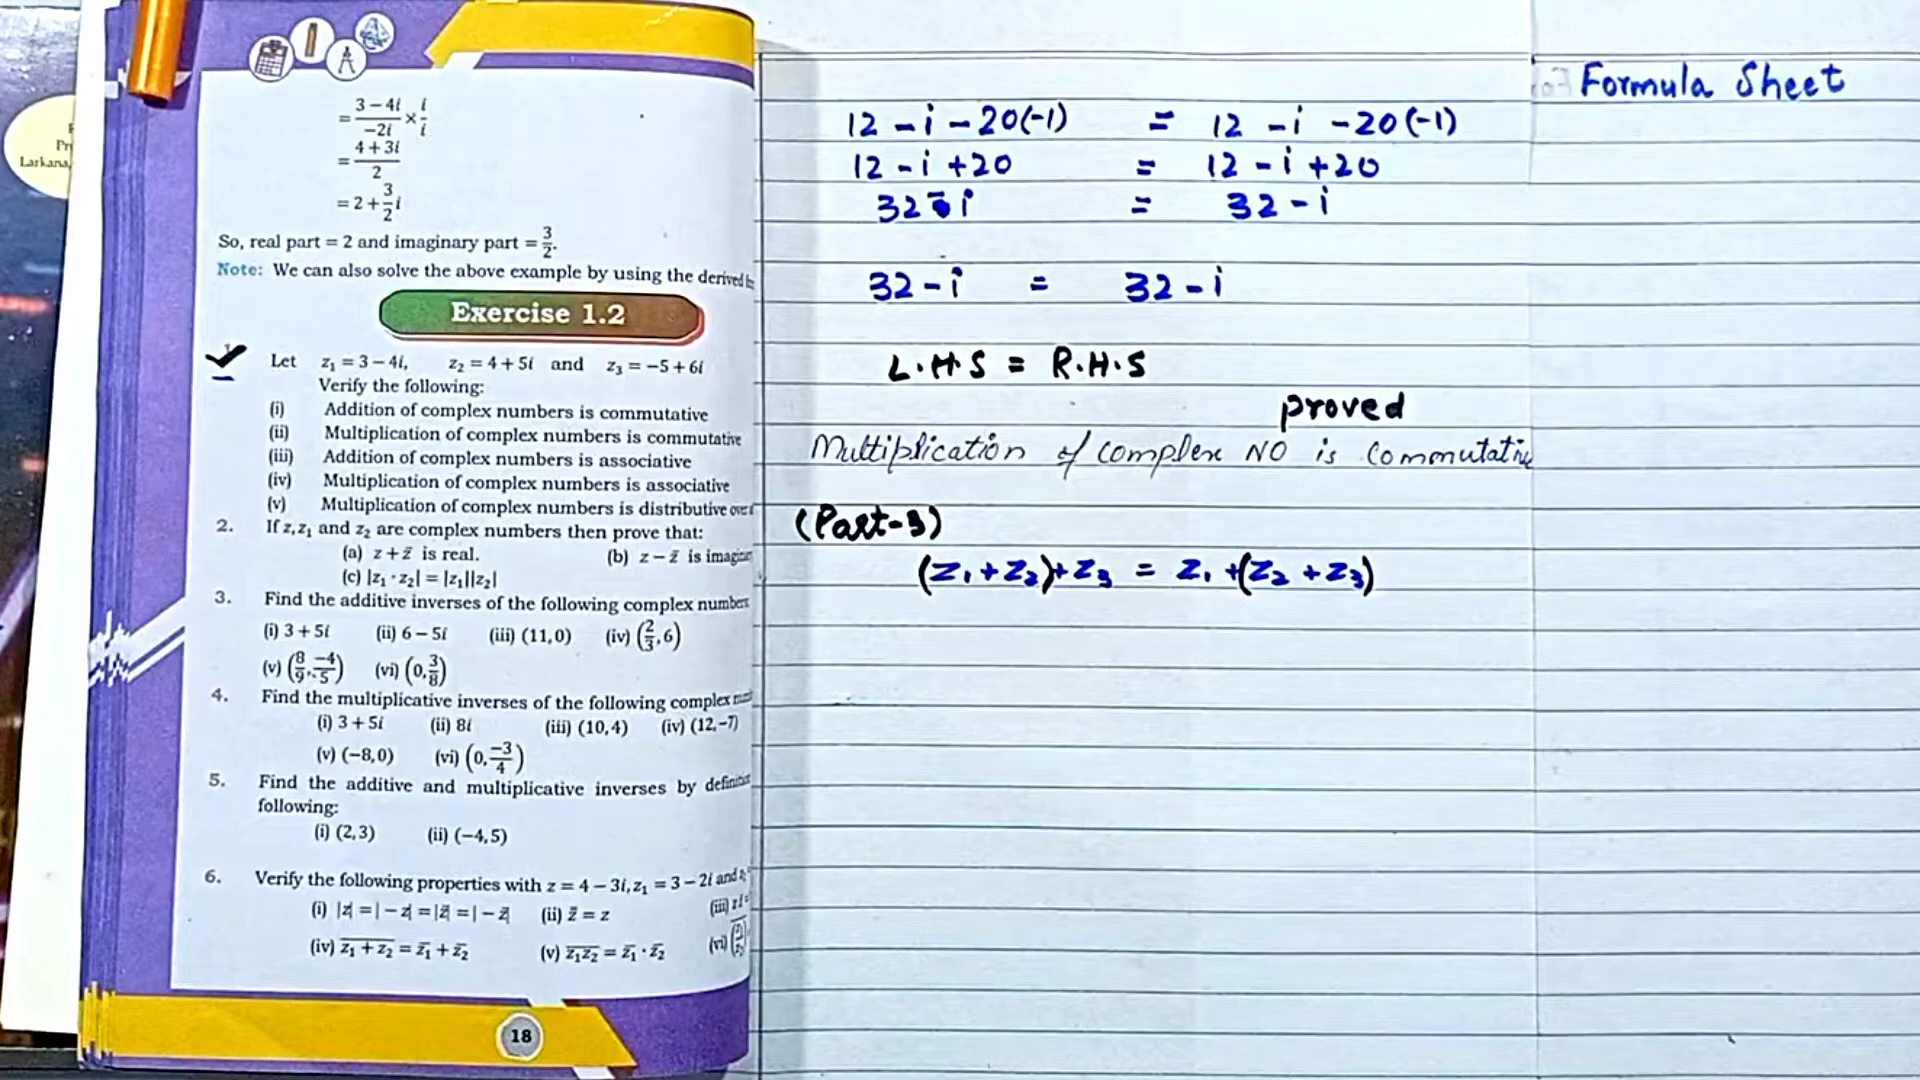 Pr
Larkana,
= 3 − 4i / −2i × i / i
= 4 + 3i / 2
= 2 + 3/2 i
So, real part = 2 and imaginary part = 3/2.
Note: We can also solve the above example by using the derived
Exercise 1.2
Let z₁ = 3 − 4i, z₂ = 4 + 5i and z₃ = −5 + 6i
Verify the following:
(i) Addition of complex numbers is commutative
(ii) Multiplication of complex numbers is commutative
(iii) Addition of complex numbers is associative
(iv) Multiplication of complex numbers is associative
(v) Multiplication of complex numbers is distributive over
2. If z, z₁ and z₂ are complex numbers then prove that:
(a) z + z̄ is real. (b) z − z̄ is imagin
(c) |z₁ · z₂| = |z₁||z₂|
3. Find the additive inverses of the following complex numbers
(i) 3 + 5i (ii) 6 − 5i (iii) (11, 0) (iv) (2/3, 6)
(v) (8/9, −4/5) (vi) (0, 3/8)
4. Find the multiplicative inverses of the following complex
(i) 3 + 5i (ii) 8i (iii) (10, 4) (iv) (12, −7)
(v) (−8, 0) (vi) (0, −3/4)
5. Find the additive and multiplicative inverses by
following:
(i) (2, 3) (ii) (−4, 5)
6. Verify the following properties with z = 4 − 3i, z₁ = 3 − 2i and
(i) |z| = |−z| = |z̄| = |−z̄| (ii) z̿ = z (iii)
(iv) \overline{z₁ + z₂} = z̄₁ + z̄₂ (v) \overline{z₁z₂} = z̄₁ · z̄₂ (vi)
18
12 - i - 20(-1) = 12 - i - 20(-1)
12 - i + 20 = 12 - i + 20
32 - i = 32 - i
32 - i = 32 - i
L.H.S = R.H.S
proved
Multiplication of complex NO is Commutative
(Part-3)
(z₁ + z₂) + z₃ = z₁ + (z₂ + z₃)
Formula Sheet